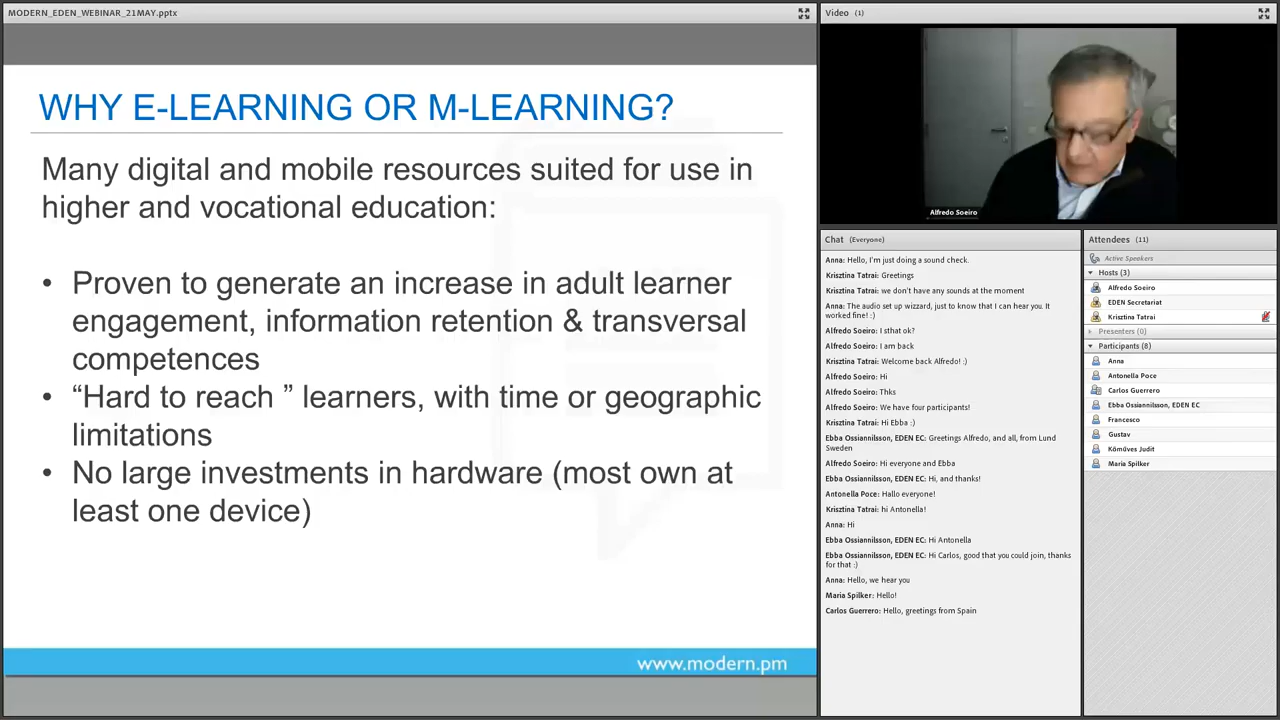 MODERN_EDEN_WEBINAR_21MAY.pptx
WHY E-LEARNING OR M-LEARNING?
Many digital and mobile resources suited for use in
higher and vocational education:
• Proven to generate an increase in adult learner
engagement, information retention & transversal
competences
• “Hard to reach ” learners, with time or geographic
limitations
• No large investments in hardware (most own at
least one device)
www.modern.pm
Video (1)
Alfredo Soeiro
Chat (Everyone)
Anna: Hello, I'm just doing a sound check.
Krisztina Tatrai: Greetings
Krisztina Tatrai: we don't have any sounds at the moment
Anna: The audio set up wizzard, just to know that I can hear you. It
worked fine! :)
Alfredo Soeiro: I sthat ok?
Alfredo Soeiro: I am back
Krisztina Tatrai: Welcome back Alfredo! :)
Alfredo Soeiro: Hi
Alfredo Soeiro: Thks
Alfredo Soeiro: We have four participants!
Krisztina Tatrai: Hi Ebba :)
Ebba Ossiannilsson, EDEN EC: Greetings Alfredo, and all, from Lund
Sweden
Alfredo Soeiro: Hi everyone and Ebba
Ebba Ossiannilsson, EDEN EC: Hi, and thanks!
Antonella Poce: Hallo everyone!
Krisztina Tatrai: hi Antonella!
Anna: Hi
Ebba Ossiannilsson, EDEN EC: Hi Antonella
Ebba Ossiannilsson, EDEN EC: Hi Carlos, good that you could join, thanks
for that :)
Anna: Hello, we hear you
Maria Spilker: Hello!
Carlos Guerrero: Hello, greetings from Spain
Attendees (11)
Active Speakers
Hosts (3)
Alfredo Soeiro
EDEN Secretariat
Krisztina Tatrai
Presenters (0)
Participants (8)
Anna
Antonella Poce
Carlos Guerrero
Ebba Ossiannilsson, EDEN EC
Francesco
Gustav
Kömüves Judit
Maria Spilker